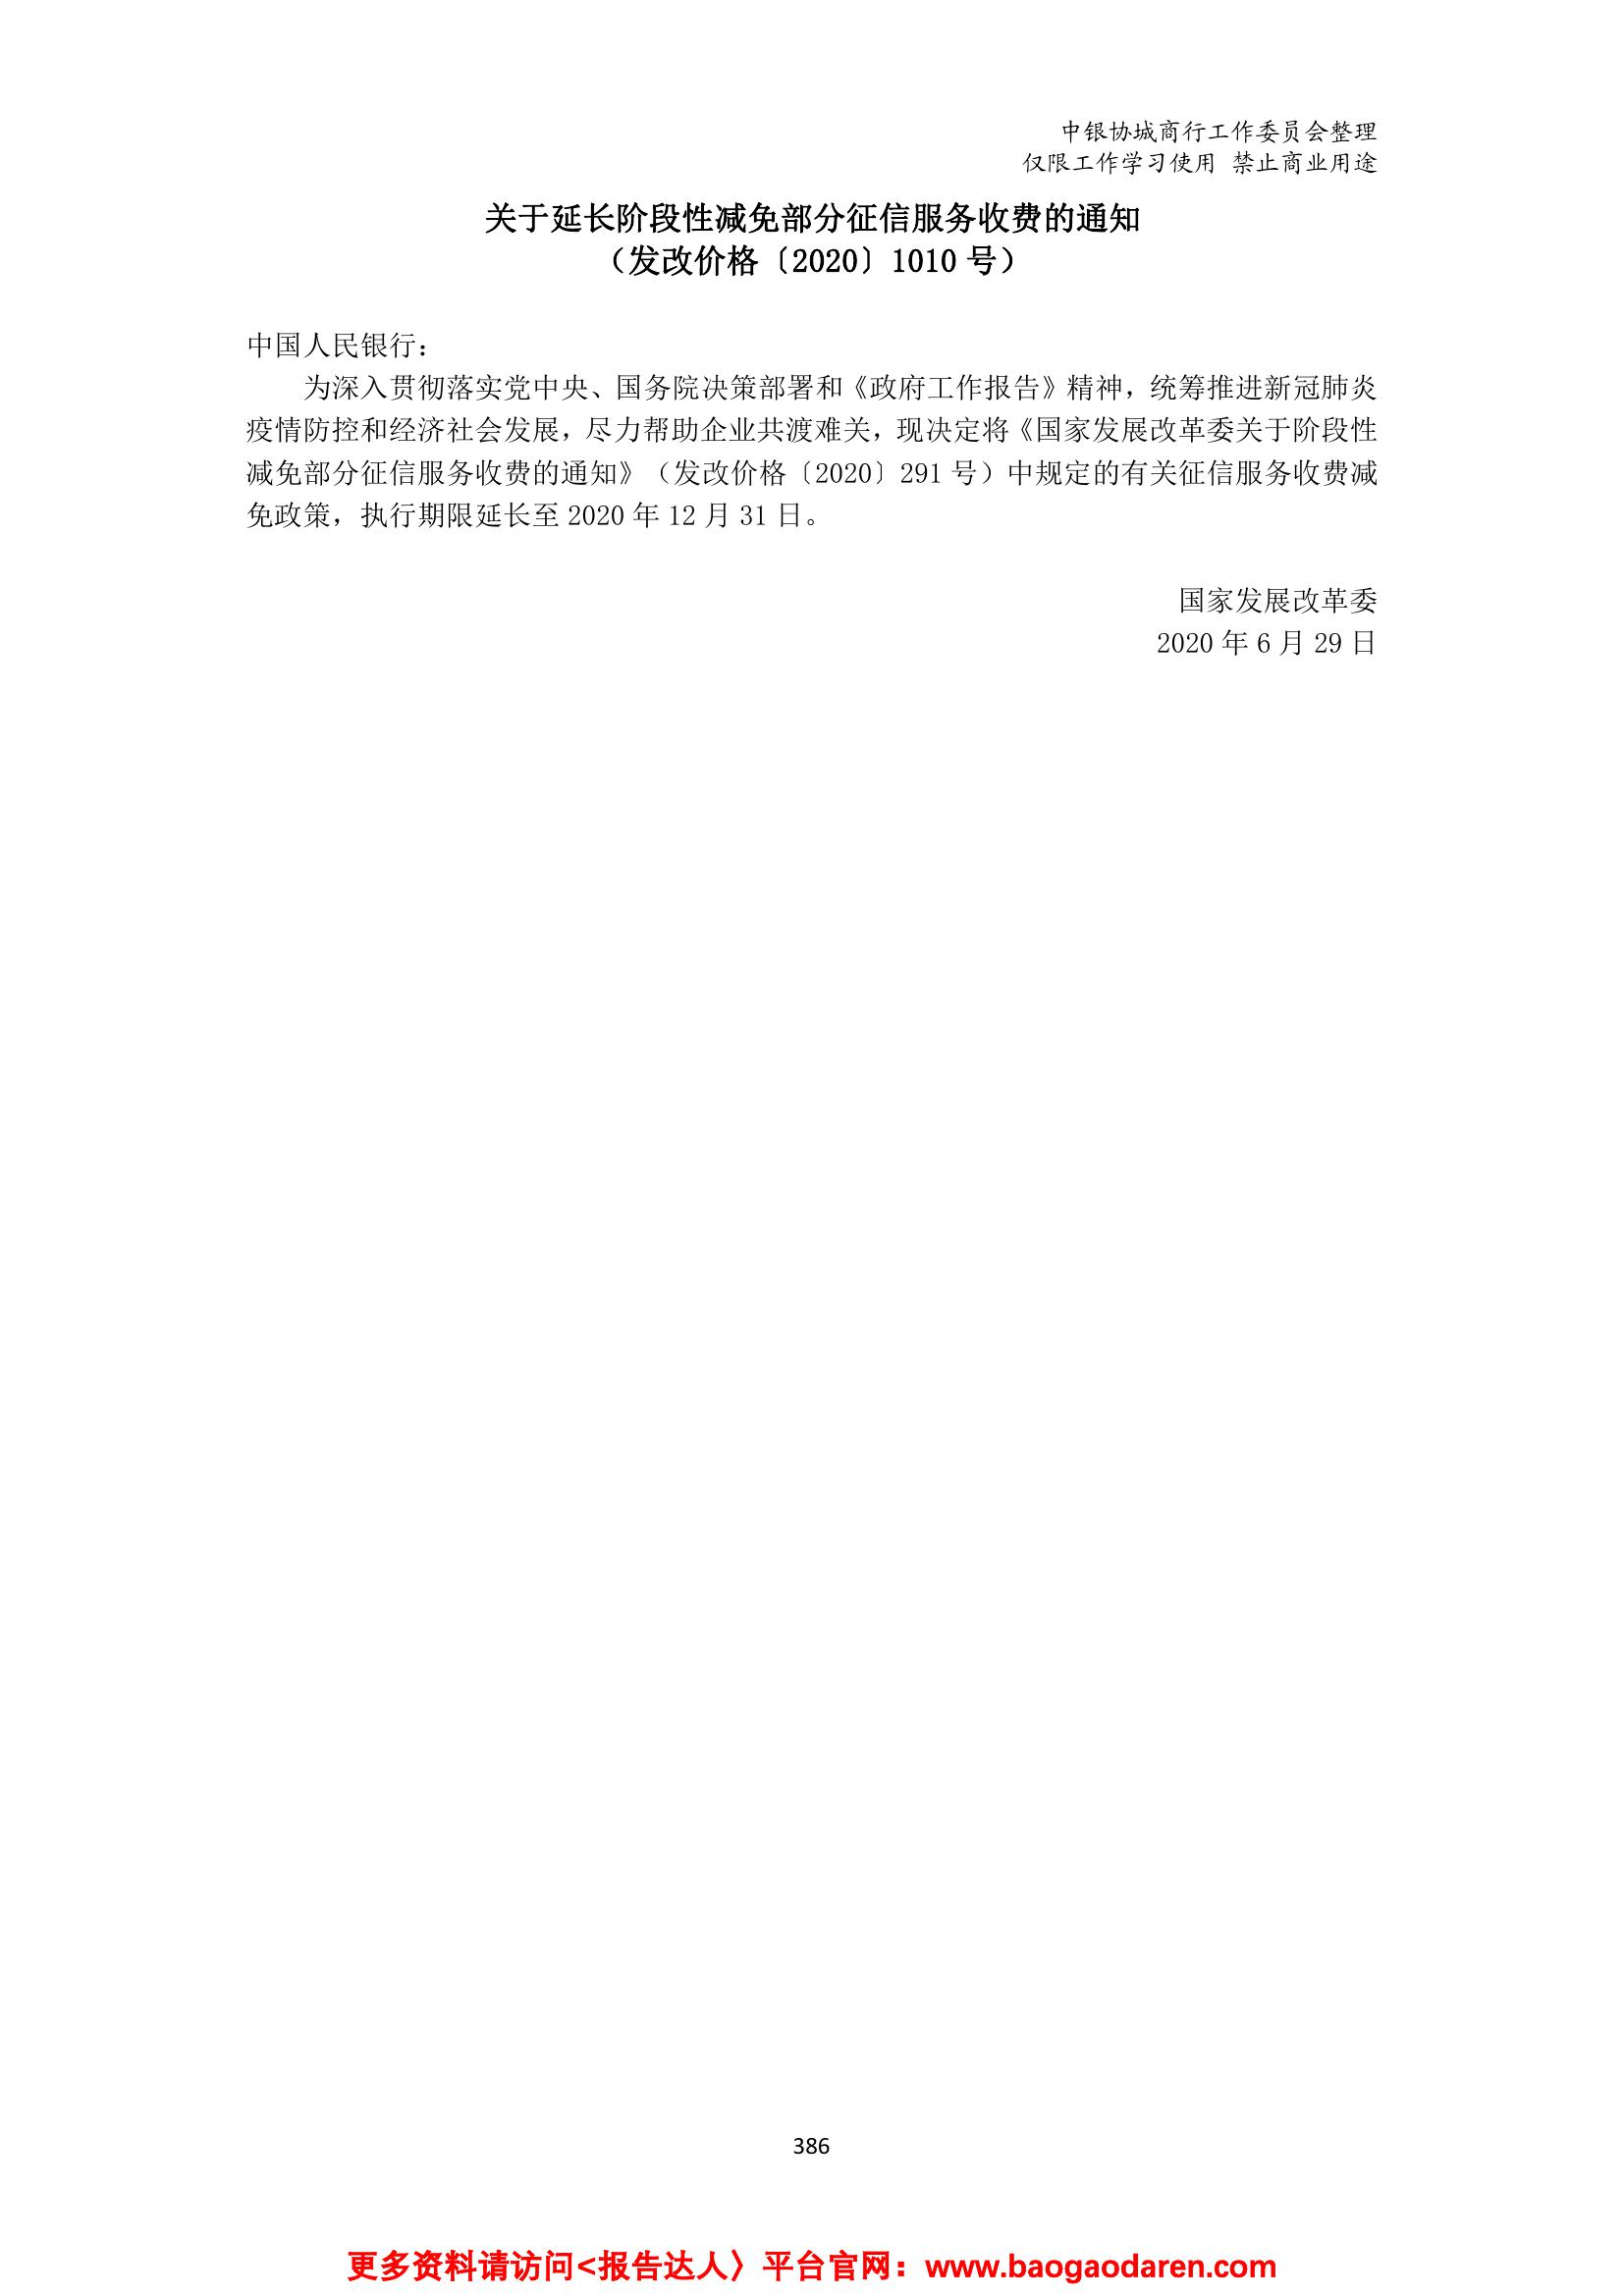 中银协城商行工作委员会整理
仅限工作学习使用 禁止商业用途
关于延长阶段性减免部分征信服务收费的通知
（发改价格〔2020〕1010 号）
中国人民银行：
为深入贯彻落实党中央、国务院决策部署和《政府工作报告》精神，统筹推进新冠肺炎
疫情防控和经济社会发展，尽力帮助企业共渡难关，现决定将《国家发展改革委关于阶段性
减免部分征信服务收费的通知》（发改价格〔2020〕291 号）中规定的有关征信服务收费减
免政策，执行期限延长至 2020 年 12 月 31 日。
国家发展改革委
2020 年 6 月 29 日
386
更多资料请访问<报告达人〉平台官网：www.baogaodaren.com